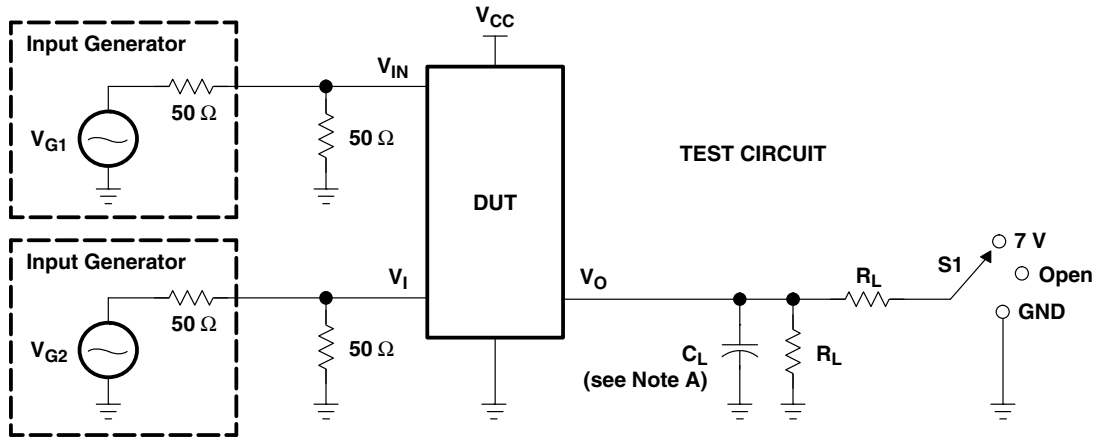 Input Generator
V_G1
50 Ω
50 Ω
V_IN
V_CC
DUT
TEST CIRCUIT
Input Generator
V_G2
50 Ω
50 Ω
V_I
V_O
C_L
(see Note A)
R_L
R_L
S1
7 V
Open
GND